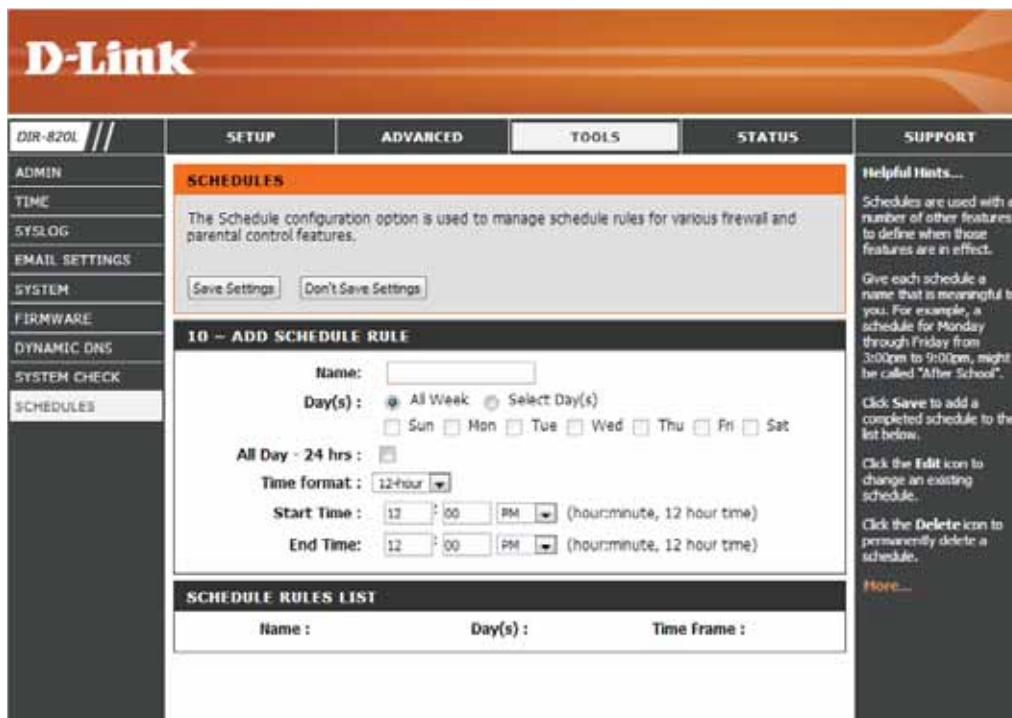 D-Link
DIR-820L
SETUP
ADVANCED
TOOLS
STATUS
SUPPORT
ADMIN
TIME
SYSLOG
EMAIL SETTINGS
SYSTEM
FIRMWARE
DYNAMIC DNS
SYSTEM CHECK
SCHEDULES
SCHEDULES
The Schedule configuration option is used to manage schedule rules for various firewall and
parental control features.
Save Settings
Don't Save Settings
10 – ADD SCHEDULE RULE
Name:
Day(s) : All Week Select Day(s)
Sun Mon Tue Wed Thu Fri Sat
All Day - 24 hrs :
Time format : 12-hour
Start Time : 12 : 00 PM (hour:minute, 12 hour time)
End Time: 12 : 00 PM (hour:minute, 12 hour time)
SCHEDULE RULES LIST
Name : Day(s) : Time Frame :
Helpful Hints...
Schedules are used with a
number of other features
to define when those
features are in effect.
Give each schedule a
name that is meaningful t
you. For example, a
schedule for Monday
through Friday from
3:00pm to 9:00pm, might
be called "After School".
Click Save to add a
completed schedule to the
list below.
Click the Edit icon to
change an existing
schedule.
Click the Delete icon to
permanently delete a
schedule.
More...